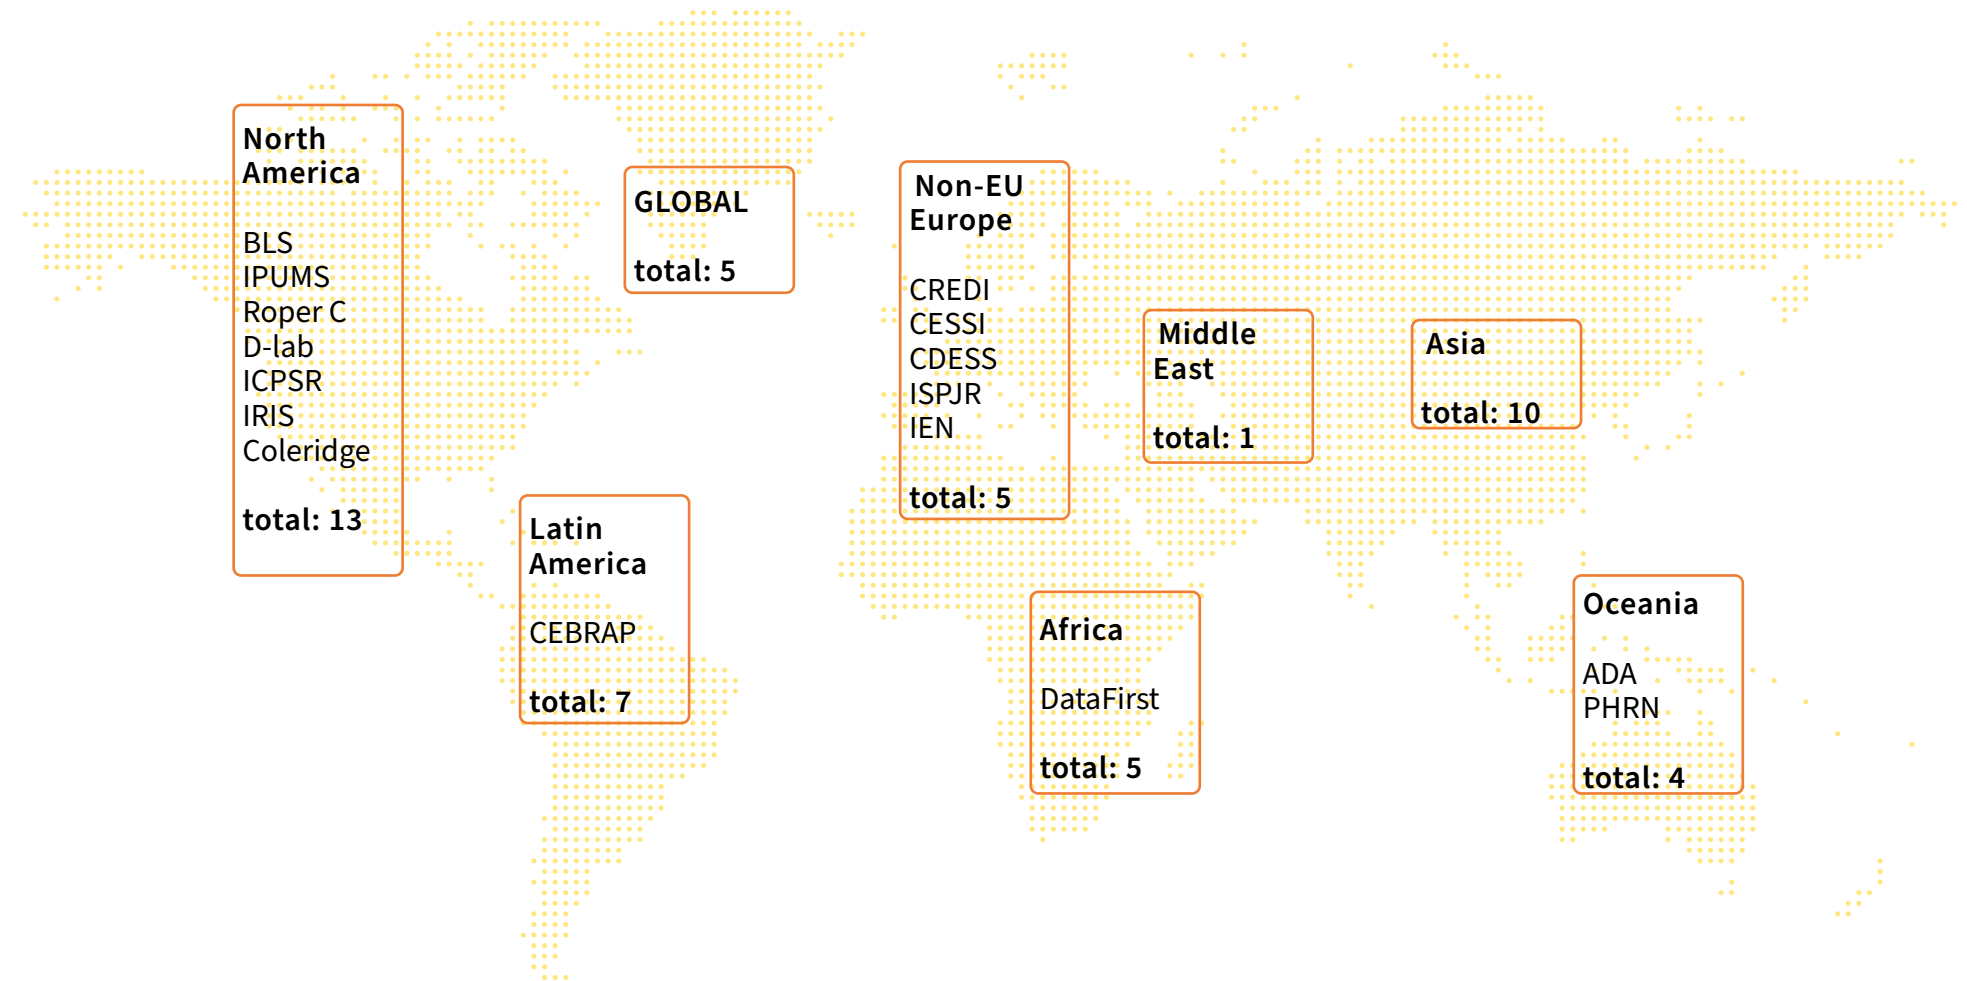 North
America
BLS
IPUMS
Roper C
D-lab
ICPSR
IRIS
Coleridge
total: 13
GLOBAL
total: 5
Non-EU
Europe
CREDI
CESSI
CDESS
ISPJR
IEN
total: 5
Middle
East
total: 1
Asia
total: 10
Latin
America
CEBRAP
total: 7
Africa
DataFirst
total: 5
Oceania
ADA
PHRN
total: 4